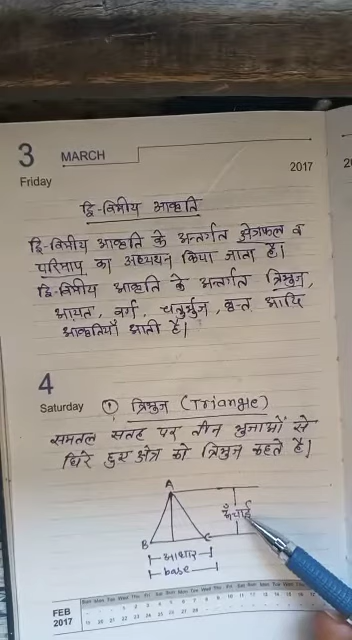 3 MARCH
Friday 2017
द्वि-विमीय आकृति
द्वि-विमीय आकृति के अन्तर्गत क्षेत्रफल व
परिमाप का अध्ययन किया जाता है।
द्वि-विमीय आकृति के अन्तर्गत त्रिभुज,
आयत, वर्ग, चतुर्भुज, वृत्त आदि
आकृतियाँ आती है।
4
Saturday ① त्रिभुज (Triangle)
समतल सतह पर तीन भुजाओं से
घिरे हुए क्षेत्र को त्रिभुज कहते है।
A
ऊँचाई
B C
आधार
base
FEB
2017